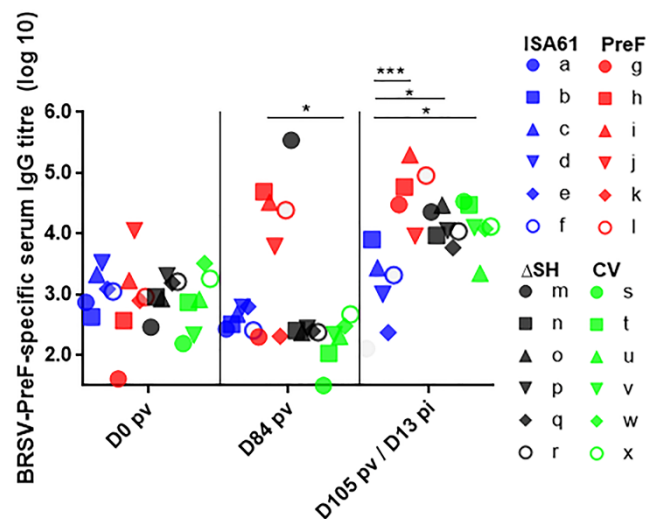 BRSV-PreF-specific serum IgG titre (log 10)
6.0
5.0
4.0
3.0
2.0
D0 pv
D84 pv
D105 pv / D13 pi
*
***
*
*
ISA61 PreF
a g
b h
c i
d j
e k
f l
ΔSH CV
m s
n t
o u
p v
q w
r x